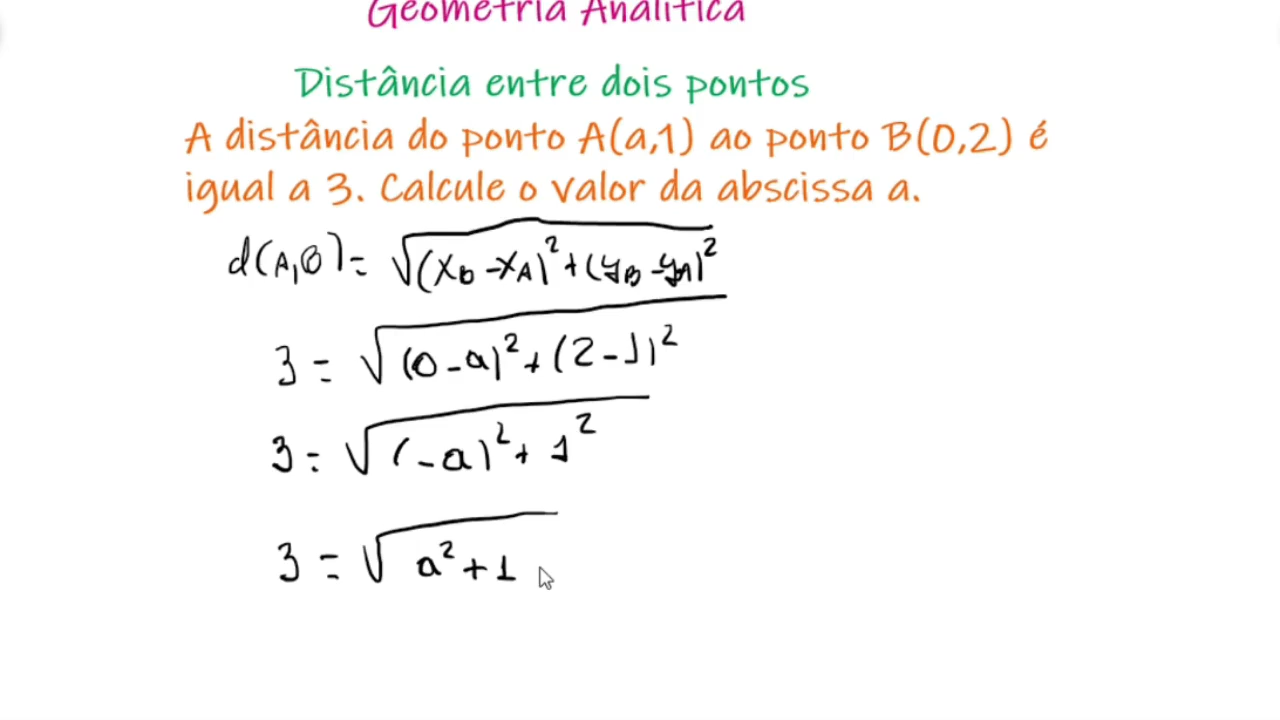 Geometria Analítica
Distância entre dois pontos
A distância do ponto A(a,1) ao ponto B(0,2) é
igual a 3. Calcule o valor da abscissa a.
d(A,B)= √(xB-xA)²+(yB-yA)²
3 = √(0-a)²+(2-1)²
3 = √(-a)²+1²
3 = √a²+1